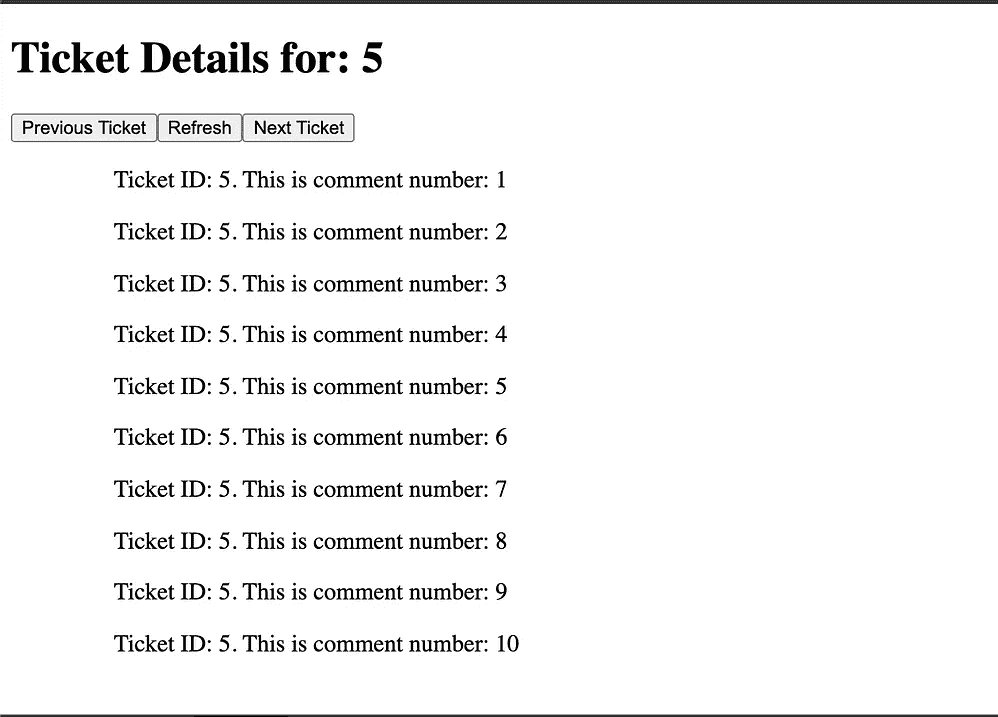 Ticket Details for: 5
Previous Ticket Refresh Next Ticket
Ticket ID: 5. This is comment number: 1
Ticket ID: 5. This is comment number: 2
Ticket ID: 5. This is comment number: 3
Ticket ID: 5. This is comment number: 4
Ticket ID: 5. This is comment number: 5
Ticket ID: 5. This is comment number: 6
Ticket ID: 5. This is comment number: 7
Ticket ID: 5. This is comment number: 8
Ticket ID: 5. This is comment number: 9
Ticket ID: 5. This is comment number: 10